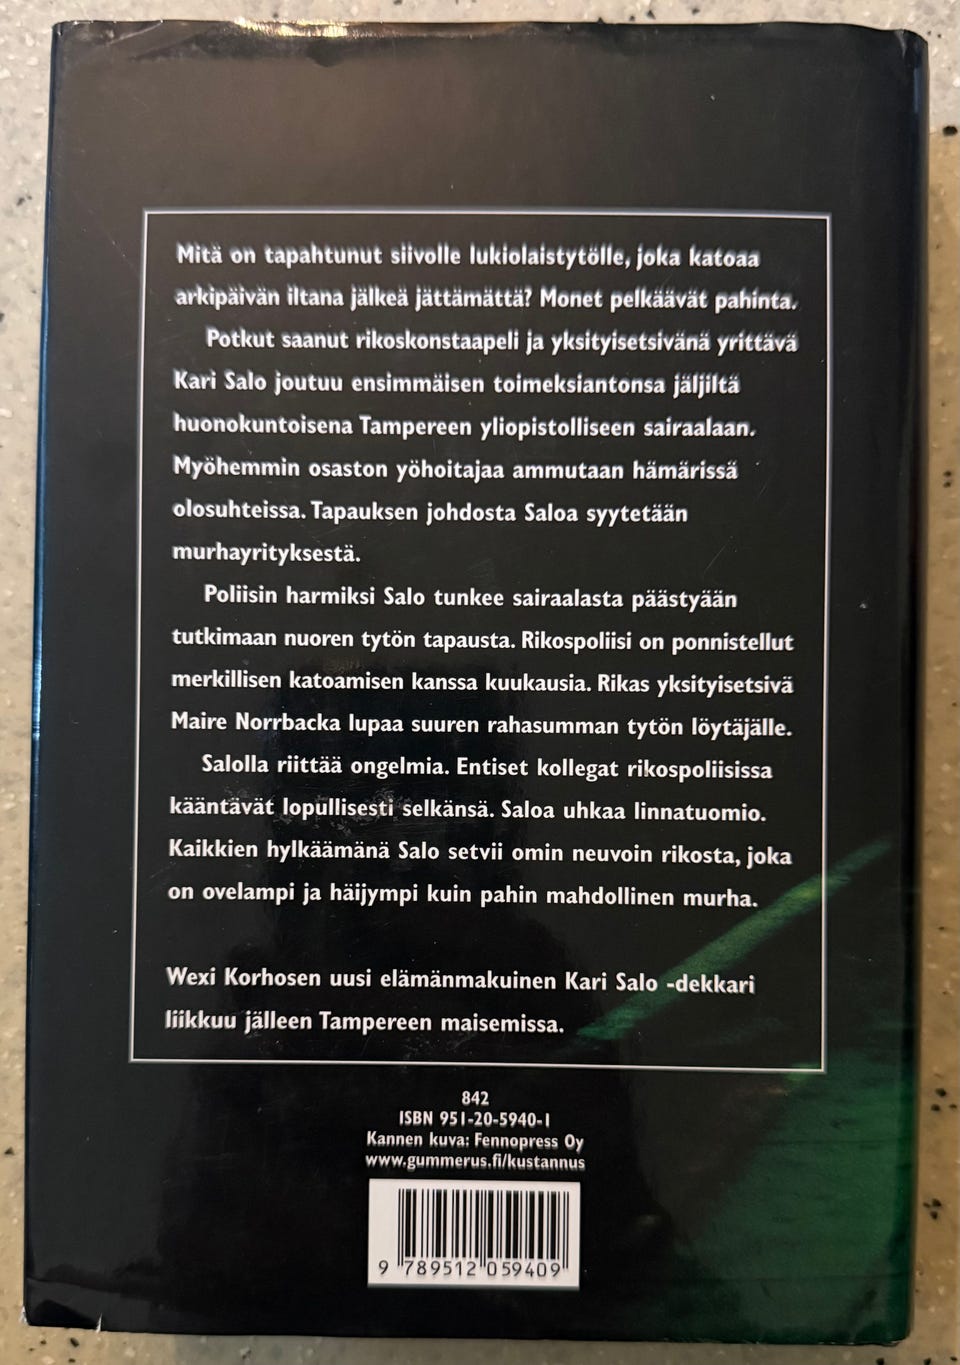 Mitä on tapahtunut siivolle lukiolaistytölle, joka katoaa
arkipäivän iltana jälkeä jättämättä? Monet pelkäävät pahinta.
Potkut saanut rikoskonstaapeli ja yksityisetsivänä yrittävä
Kari Salo joutuu ensimmäisen toimeksiantonsa jäljiltä
huonokuntoisena Tampereen yliopistolliseen sairaalaan.
Myöhemmin osaston yöhoitajaa ammutaan hämärissä
olosuhteissa. Tapauksen johdosta Saloa syytetään
murhayrityksestä.
Poliisin harmiksi Salo tunkee sairaalasta päästyään
tutkimaan nuoren tytön tapausta. Rikospoliisi on ponnistellut
merkillisen katoamisen kanssa kuukausia. Rikas yksityisetsivä
Maire Norrbacka lupaa suuren rahasumman tytön löytäjälle.
Salolla riittää ongelmia. Entiset kollegat rikospoliisissa
kääntävät lopullisesti selkänsä. Saloa uhkaa linnatuomio.
Kaikkien hylkäämänä Salo setvii omin neuvoin rikosta, joka
on ovelampi ja häijympi kuin pahin mahdollinen murha.
Wexi Korhosen uusi elämänmakuinen Kari Salo -dekkari
liikkuu jälleen Tampereen maisemissa.
842
ISBN 951-20-5940-1
Kannen kuva: Fennopress Oy
www.gummerus.fi/kustannus
9 789512 059409